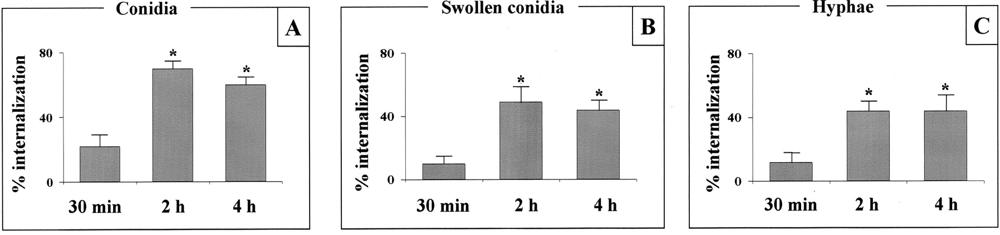 Conidia
A
% internalization
80
*
*
40
0
30 min 2 h 4 h
Swollen conidia
B
% internalization
80
*
*
40
0
30 min 2 h 4 h
Hyphae
C
% internalization
80
*
*
40
0
30 min 2 h 4 h